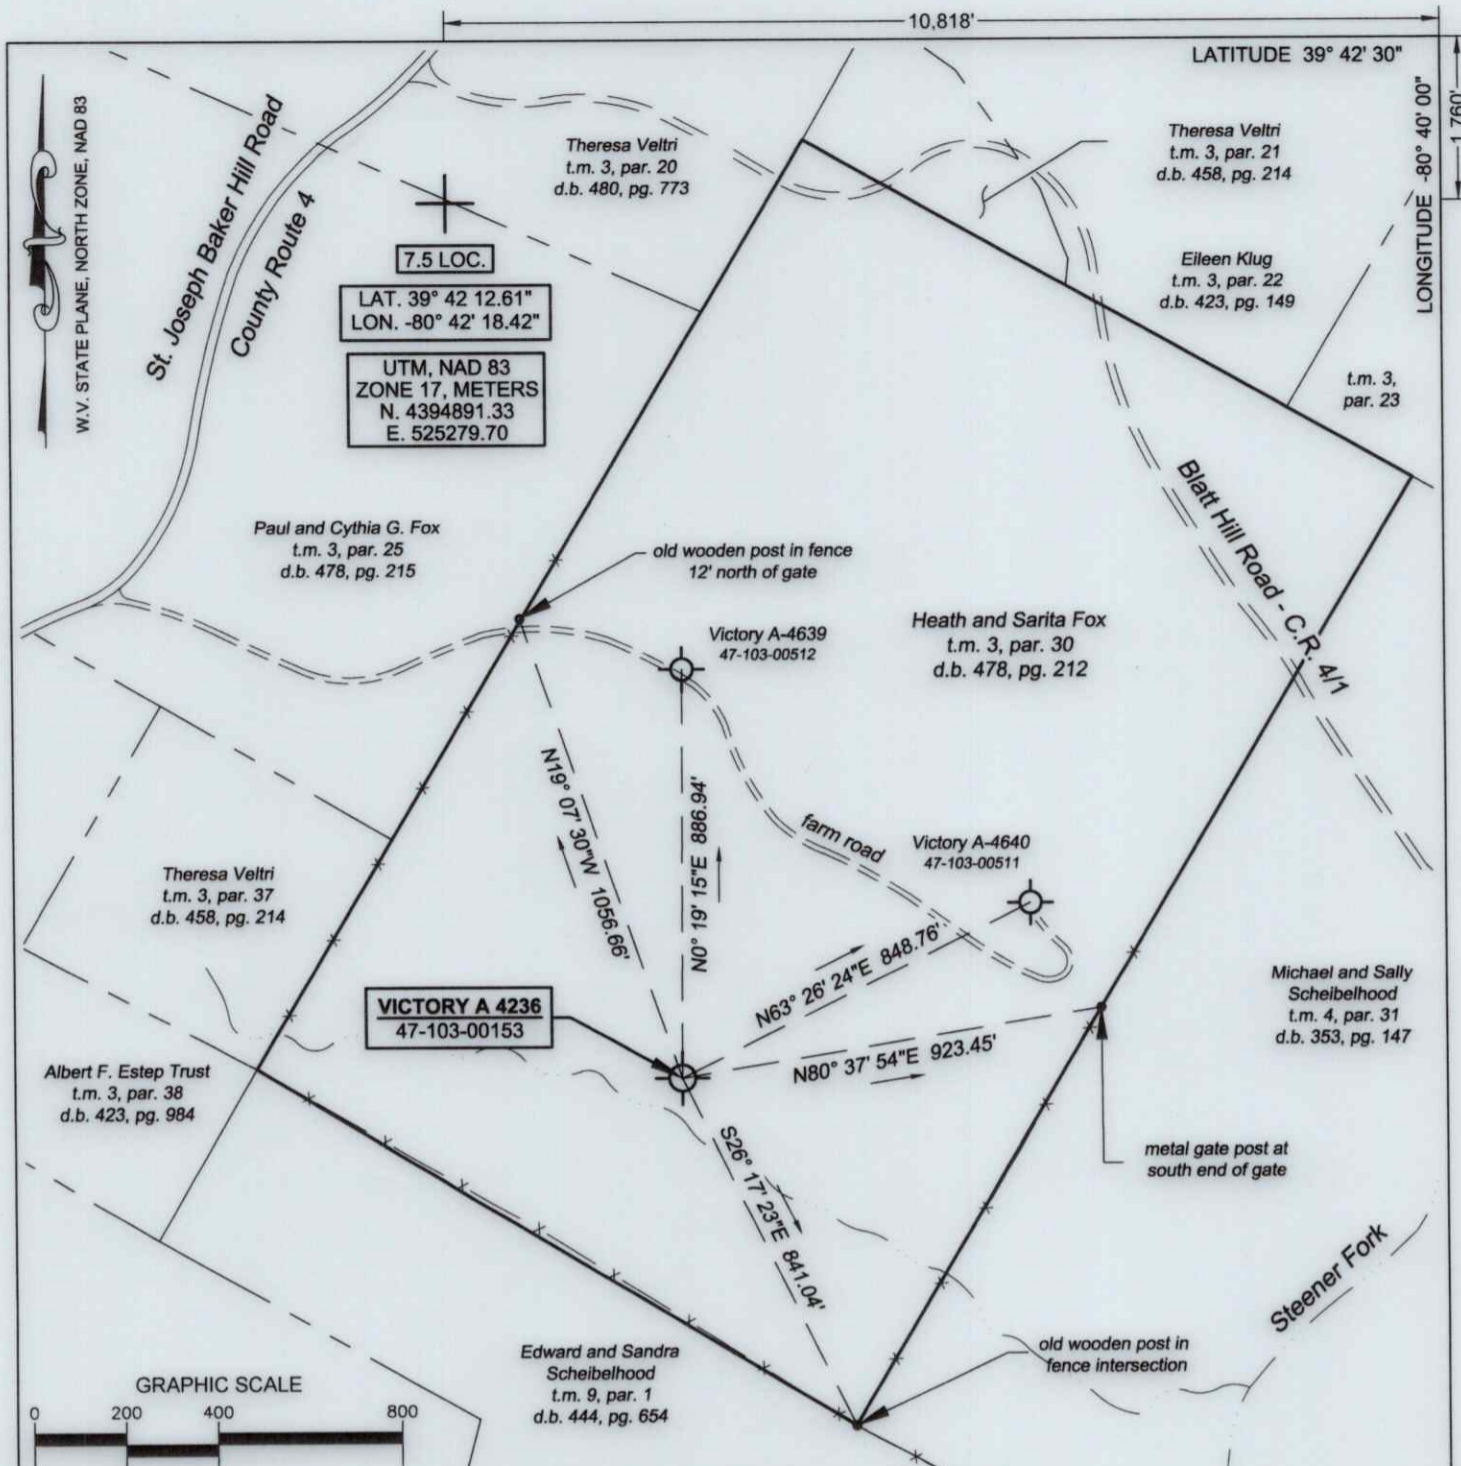 10,818'
LATITUDE 39° 42' 30"
LONGITUDE -80° 40' 00"
1,760'
W.V. STATE PLANE, NORTH ZONE, NAD 83
St. Joseph Baker Hill Road
County Route 4
Theresa Veltri
t.m. 3, par. 20
d.b. 480, pg. 773
Theresa Veltri
t.m. 3, par. 21
d.b. 458, pg. 214
7.5 LOC.
LAT. 39° 42 12.61"
LON. -80° 42' 18.42"
UTM, NAD 83
ZONE 17, METERS
N. 4394891.33
E. 525279.70
Eileen Klug
t.m. 3, par. 22
d.b. 423, pg. 149
t.m. 3,
par. 23
Blatt Hill Road - C.R. 4/1
Paul and Cythia G. Fox
t.m. 3, par. 25
d.b. 478, pg. 215
old wooden post in fence
12' north of gate
Victory A-4639
47-103-00512
Heath and Sarita Fox
t.m. 3, par. 30
d.b. 478, pg. 212
N19° 07' 30"W 1056.66'
N0° 19' 15"E 886.94'
farm road
Victory A-4640
47-103-00511
Theresa Veltri
t.m. 3, par. 37
d.b. 458, pg. 214
N63° 26' 24"E 848.76'
VICTORY A 4236
47-103-00153
N80° 37' 54"E 923.45'
Michael and Sally
Scheibelhood
t.m. 4, par. 31
d.b. 353, pg. 147
Albert F. Estep Trust
t.m. 3, par. 38
d.b. 423, pg. 984
S26° 17' 23"E 841.04'
metal gate post at
south end of gate
Steener Fork
old wooden post in
fence intersection
Edward and Sandra
Scheibelhood
t.m. 9, par. 1
d.b. 444, pg. 654
GRAPHIC SCALE
0 200 400 800